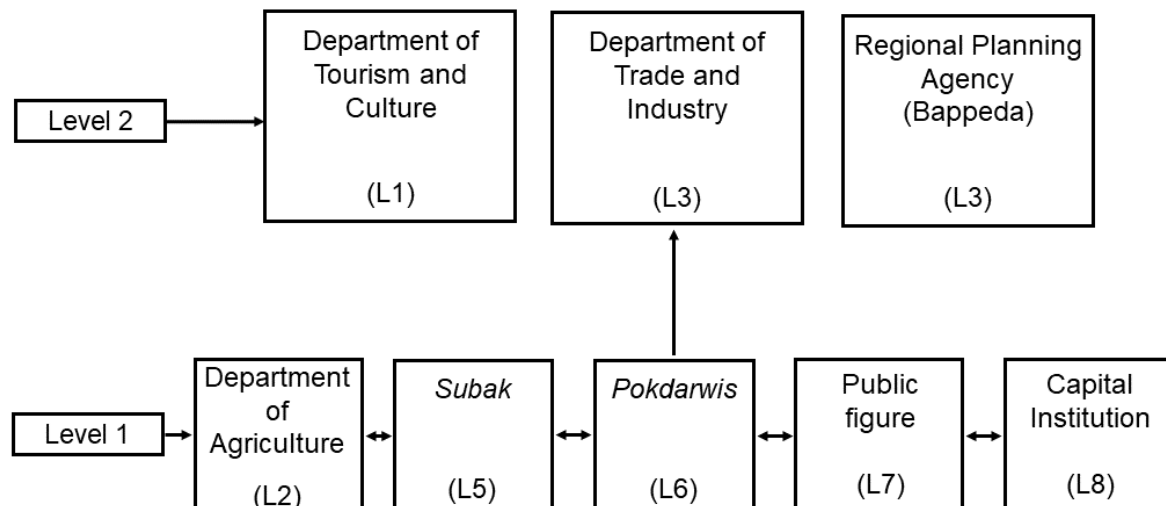 Level 2
Department of
Tourism and
Culture
(L1)
Department of
Trade and
Industry
(L3)
Regional Planning
Agency
(Bappeda)
(L3)
Level 1
Department
of
Agriculture
(L2)
Subak
(L5)
Pokdarwis
(L6)
Public
figure
(L7)
Capital
Institution
(L8)